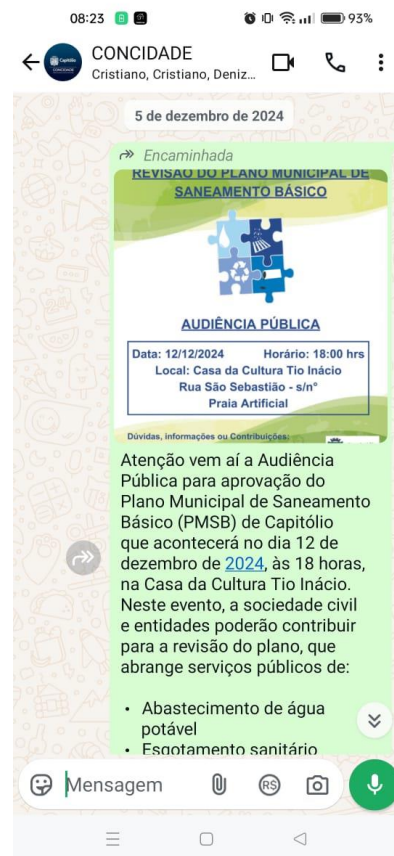 08:23
93%
CONCIDADE
Cristiano, Cristiano, Deniz...
5 de dezembro de 2024
Encaminhada
REVISÃO DO PLANO MUNICIPAL DE
SANEAMENTO BÁSICO
AUDIÊNCIA PÚBLICA
Data: 12/12/2024 Horário: 18:00 hrs
Local: Casa da Cultura Tio Inácio
Rua São Sebastião - s/n°
Praia Artificial
Dúvidas, informações ou Contribuições:
Atenção vem aí a Audiência
Pública para aprovação do
Plano Municipal de Saneamento
Básico (PMSB) de Capitólio
que acontecerá no dia 12 de
dezembro de 2024, às 18 horas,
na Casa da Cultura Tio Inácio.
Neste evento, a sociedade civil
e entidades poderão contribuir
para a revisão do plano, que
abrange serviços públicos de:
• Abastecimento de água
potável
• Esgotamento sanitário
Mensagem
RS